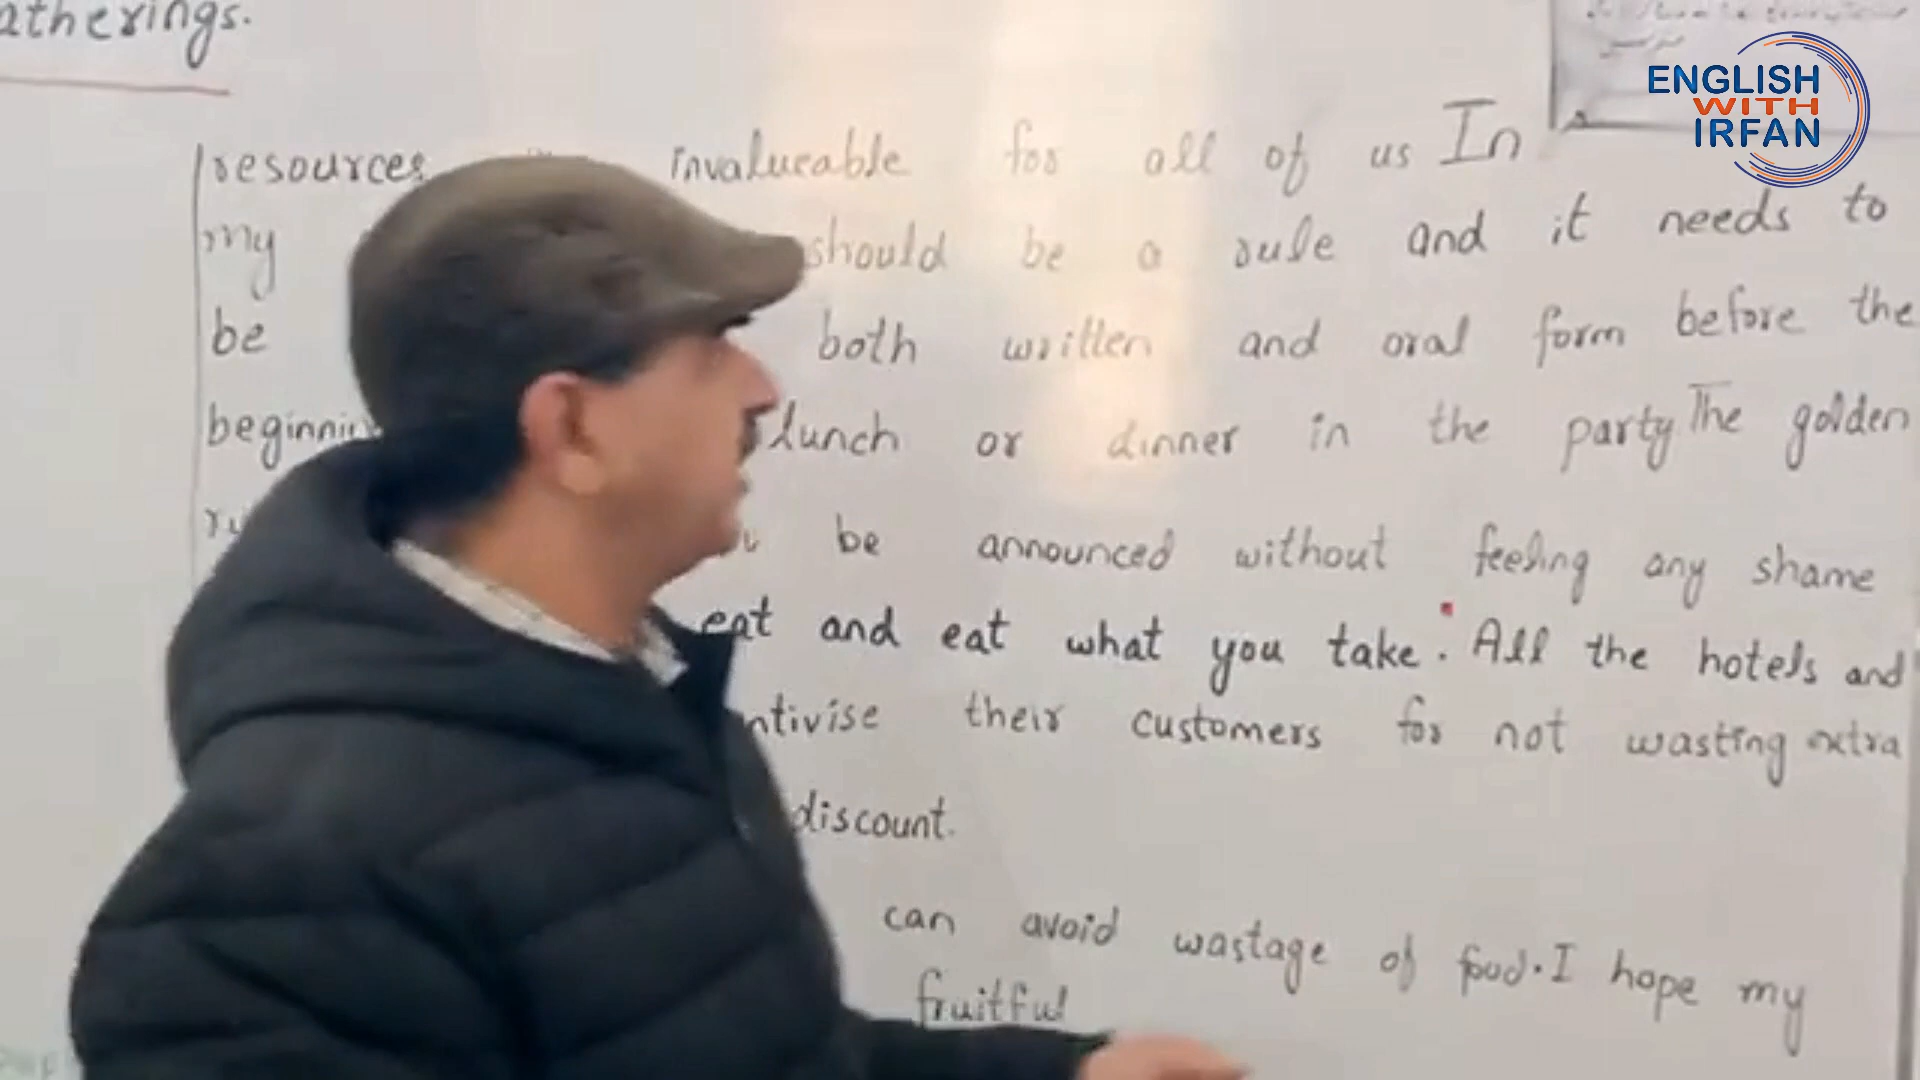 atherings.
ENGLISH
WITH
IRFAN
resources invaluable for all of us In
my should be a rule and it needs to
be both written and oral form before the
lunch or dinner in the party The golden
be announced without feeling any shame
eat and eat what you take. All the hotels and
ntivise their customers for not wasting extra
discount.
can avoid wastage of food. I hope my
fruitful